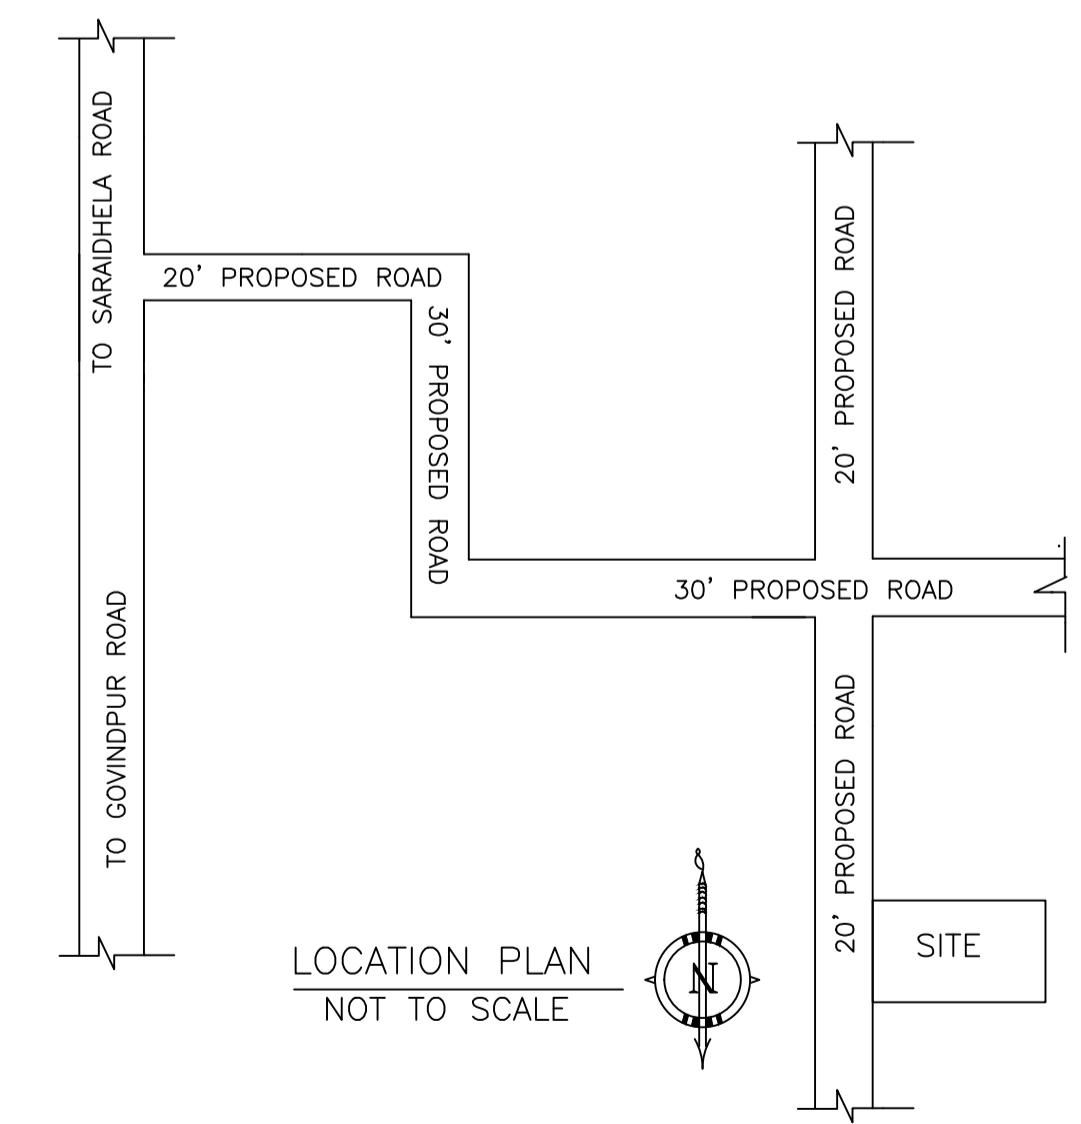 TO SARAIDHELA ROAD
20' PROPOSED ROAD
30' PROPOSED ROAD
20' PROPOSED ROAD
30' PROPOSED ROAD
TO GOVINDPUR ROAD
20' PROPOSED ROAD
SITE
LOCATION PLAN
NOT TO SCALE
N